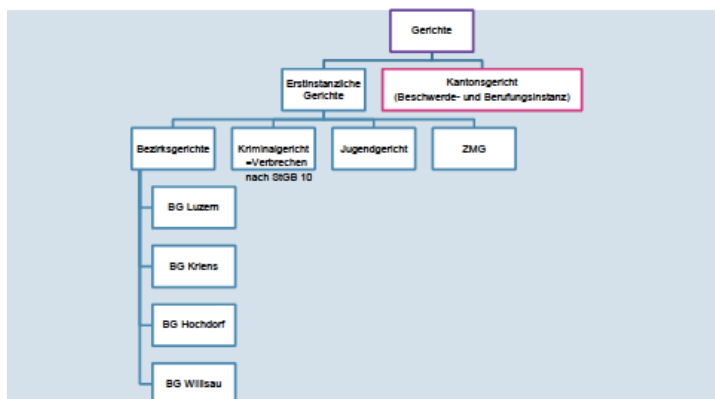 Gerichte
Erstinstanzliche
Gerichte
Kantonsgericht
(Beschwerde- und Berufungsinstanz)
Bezirksgerichte
Kriminalgericht
=Verbrechen
nach StGB 10
Jugendgericht
ZMG
BG Luzern
BG Kriens
BG Hochdorf
BG Willisau